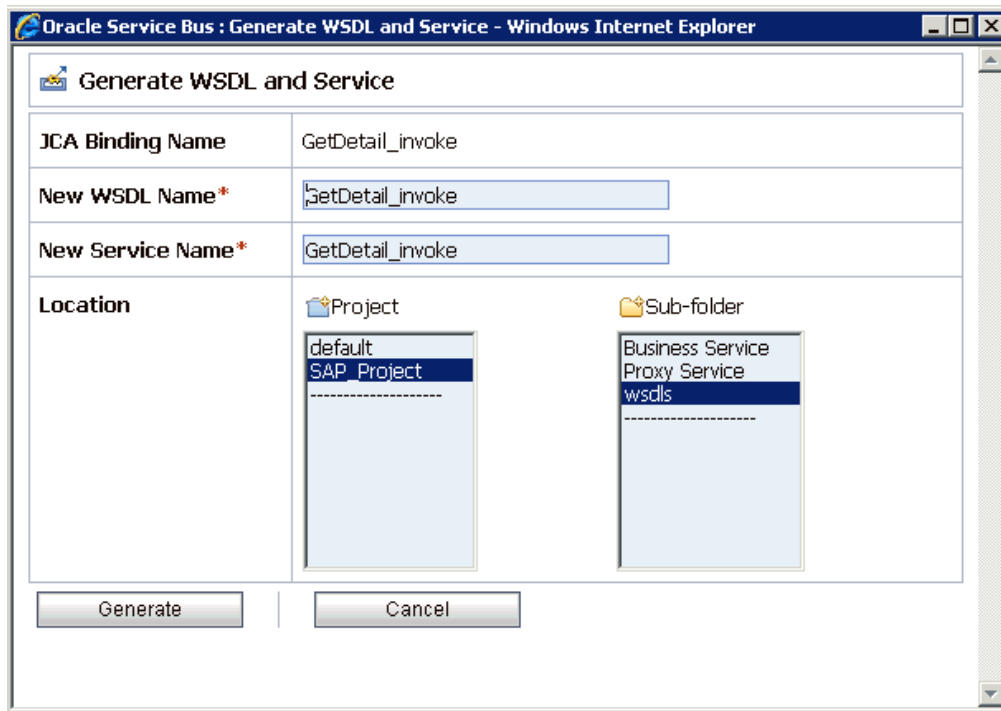 Oracle Service Bus : Generate WSDL and Service - Windows Internet Explorer
Generate WSDL and Service
JCA Binding Name GetDetail_invoke
New WSDL Name* GetDetail_invoke
New Service Name* GetDetail_invoke
Location Project Sub-folder
default Business Service
SAP_Project Proxy Service
-------------------- wsdls
--------------------
Generate Cancel